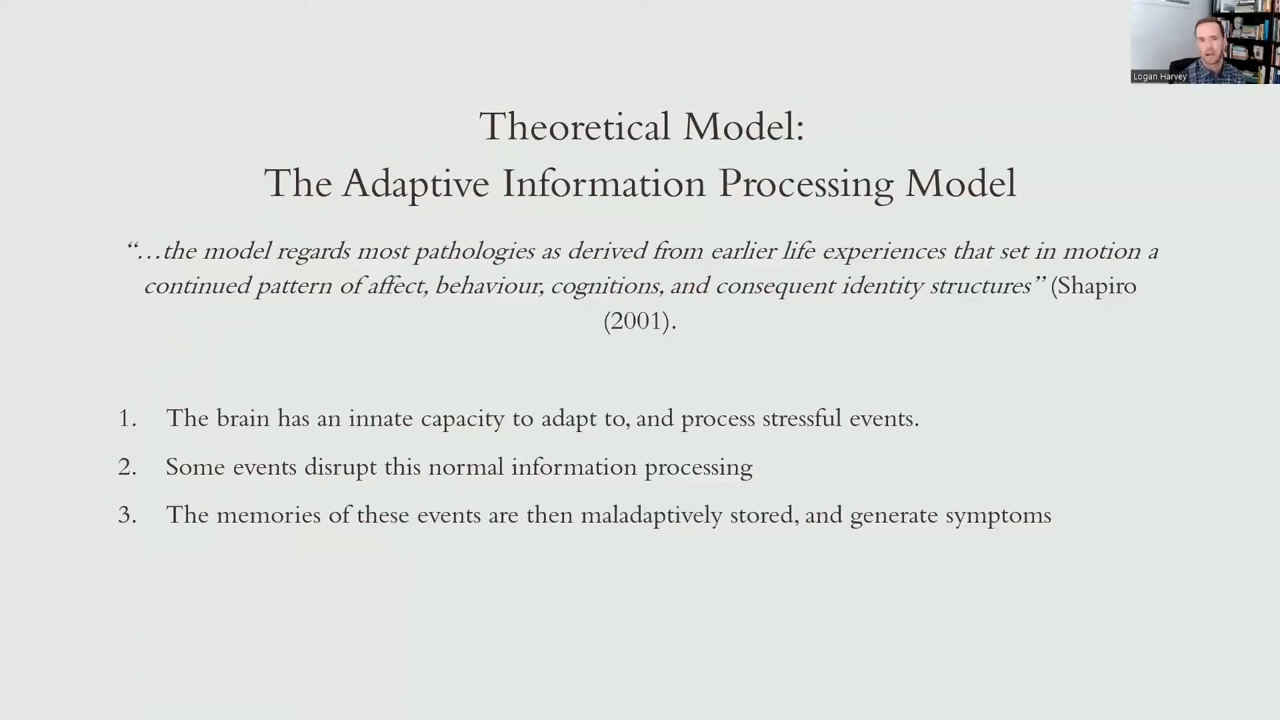 Logan Harvey
Theoretical Model:
The Adaptive Information Processing Model
“…the model regards most pathologies as derived from earlier life experiences that set in motion a
continued pattern of affect, behaviour, cognitions, and consequent identity structures” (Shapiro
(2001).
1. The brain has an innate capacity to adapt to, and process stressful events.
2. Some events disrupt this normal information processing
3. The memories of these events are then maladaptively stored, and generate symptoms